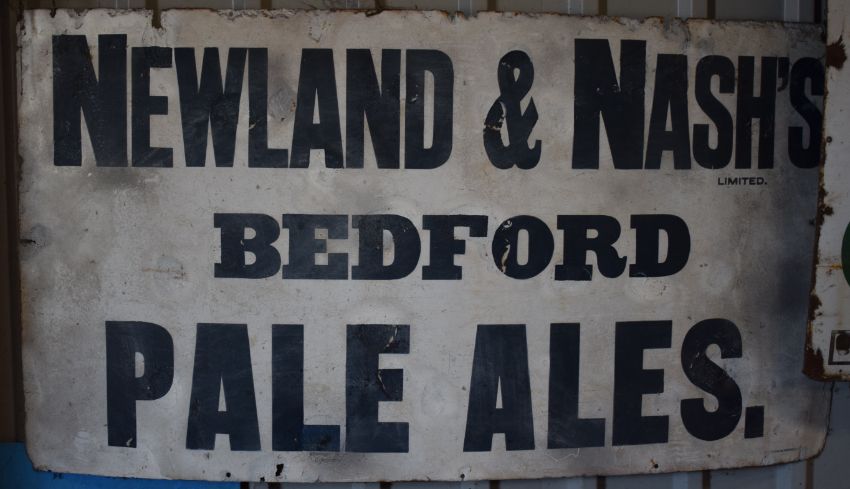 NEWLAND & NASH'S
LIMITED.
BEDFORD
PALE ALES.